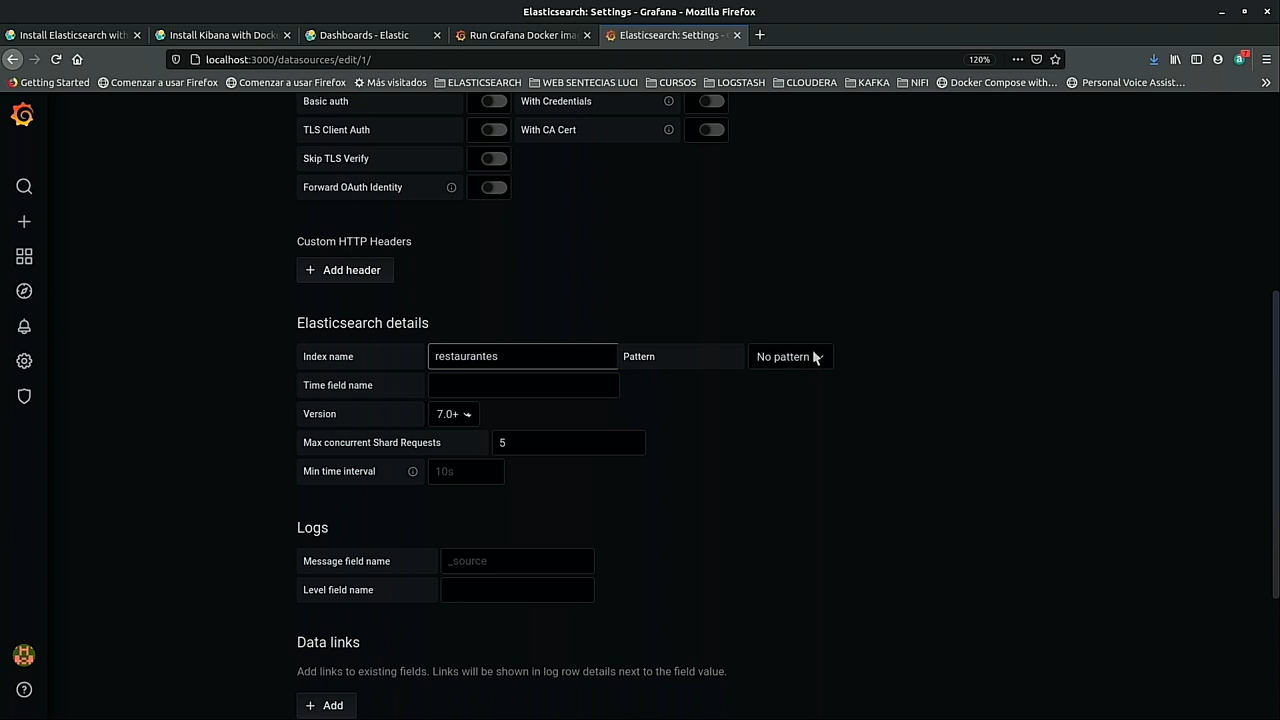 Elasticsearch: Settings - Grafana - Mozilla Firefox
Install Elasticsearch with
Install Kibana with Dock
Dashboards - Elastic
Run Grafana Docker ima
Elasticsearch: Settings -
localhost:3000/datasources/edit/1/
120%
Getting Started
Comenzar a usar Firefox
Comenzar a usar Firefox
Más visitados
ELASTICSEARCH
WEB SENTECIAS LUCI
CURSOS
LOGSTASH
CLOUDERA
KAFKA
NIFI
Docker Compose with...
Personal Voice Assist...
Basic auth
With Credentials
TLS Client Auth
With CA Cert
Skip TLS Verify
Forward OAuth Identity
Custom HTTP Headers
+ Add header
Elasticsearch details
Index name
restaurantes
Pattern
No pattern
Time field name
Version
7.0+
Max concurrent Shard Requests
5
Min time interval
10s
Logs
Message field name
_source
Level field name
Data links
Add links to existing fields. Links will be shown in log row details next to the field value.
+ Add